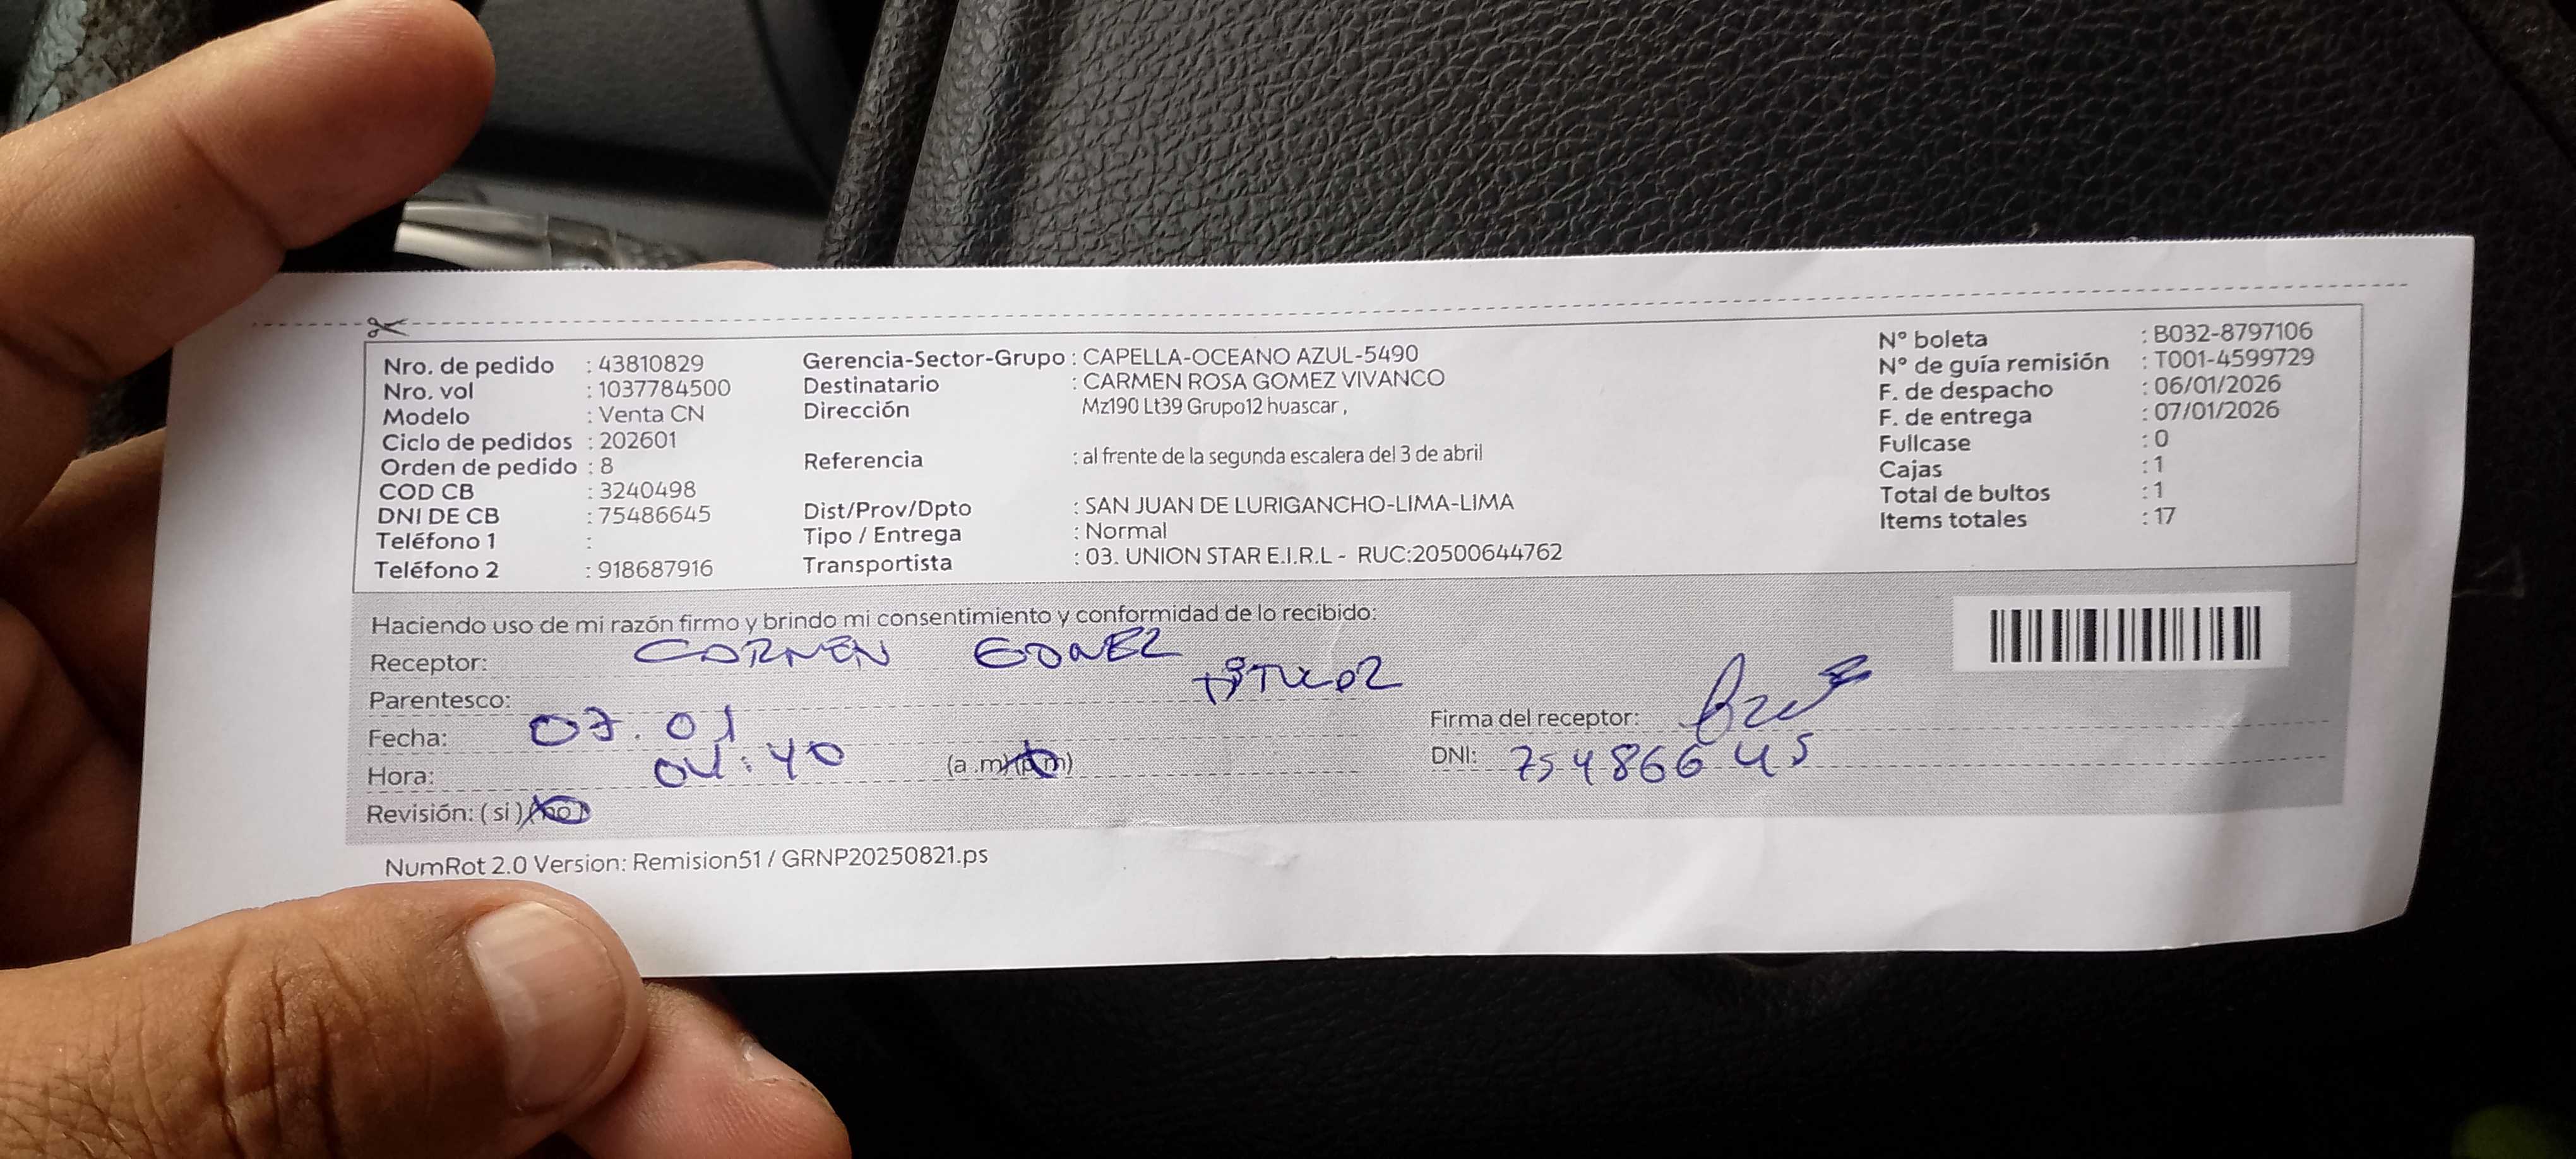 Nro. de pedido : 43810829
Nro. vol : 1037784500
Modelo : Venta CN
Ciclo de pedidos : 202601
Orden de pedido : 8
COD CB : 3240498
DNI DE CB : 75486645
Teléfono 1 :
Teléfono 2 : 918687916
Gerencia-Sector-Grupo : CAPELLA-OCEANO AZUL-5490
Destinatario : CARMEN ROSA GOMEZ VIVANCO
Dirección Mz190 Lt39 Grupo12 huascar ,
Referencia : al frente de la segunda escalera del 3 de abril
Dist/Prov/Dpto : SAN JUAN DE LURIGANCHO-LIMA-LIMA
Tipo / Entrega : Normal
Transportista : 03. UNION STAR E.I.R.L - RUC:20500644762
N° boleta : B032-8797106
N° de guía remisión : T001-4599729
F. de despacho : 06/01/2026
F. de entrega : 07/01/2026
Fullcase : 0
Cajas : 1
Total de bultos : 1
Items totales : 17
Haciendo uso de mi razón firmo y brindo mi consentimiento y conformidad de lo recibido:
Receptor: CARMEN GOMEZ
Parentesco: TITULAR
Fecha: 07.01
Hora: 04:40 (a .m)(p.m)
Revisión: ( si ) (no)
Firma del receptor:
DNI: 75486645
NumRot 2.0 Version: Remision51 / GRNP20250821.ps